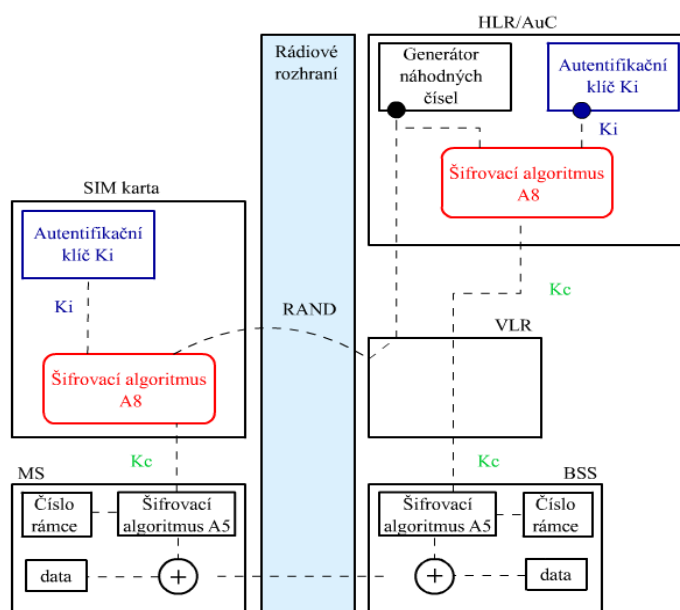 HLR/AuC
Rádiové
rozhraní
Generátor
náhodných
čísel
Autentifikační
klíč Ki
Ki
Šifrovací algoritmus
A8
SIM karta
Autentifikační
klíč Ki
Ki
Kc
RAND
VLR
Šifrovací algoritmus
A8
Kc
Kc
MS
BSS
Číslo
rámce
Šifrovací
algoritmus A5
Šifrovací
algoritmus A5
Číslo
rámce
data
+
+
data